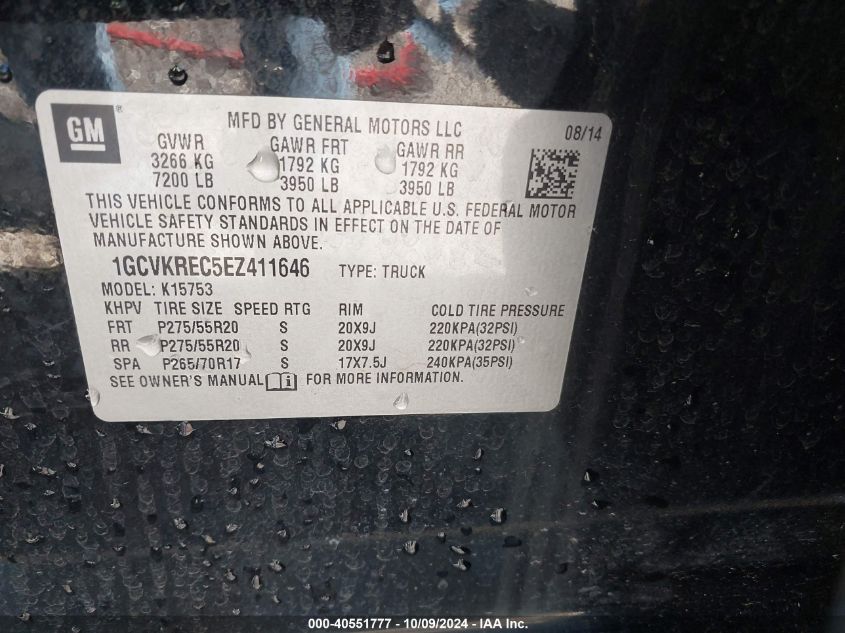 GM
®
MFD BY GENERAL MOTORS LLC
08/14
GVWR GAWR FRT GAWR RR
3266 KG 1792 KG 1792 KG
7200 LB 3950 LB 3950 LB
THIS VEHICLE CONFORMS TO ALL APPLICABLE U.S. FEDERAL MOTOR
VEHICLE SAFETY STANDARDS IN EFFECT ON THE DATE OF
MANUFACTURE SHOWN ABOVE.
1GCVKREC5EZ411646 TYPE: TRUCK
MODEL: K15753
KHPV TIRE SIZE SPEED RTG RIM COLD TIRE PRESSURE
FRT P275/55R20 S 20X9J 220KPA(32PSI)
RR P275/55R20 S 20X9J 220KPA(32PSI)
SPA P265/70R17 S 17X7.5J 240KPA(35PSI)
SEE OWNER'S MANUAL FOR MORE INFORMATION.
000-40551777 - 10/09/2024 - IAA Inc.